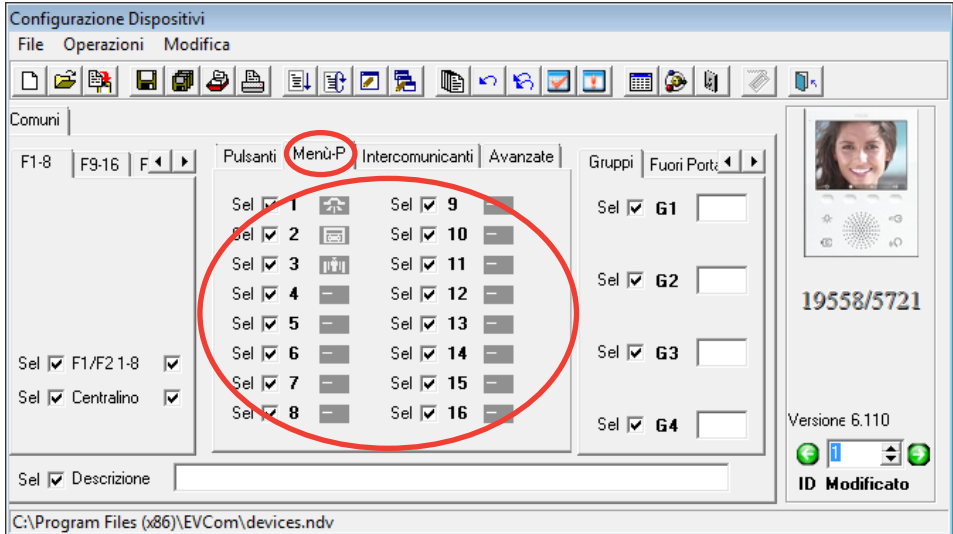 Configurazione Dispositivi
File Operazioni Modifica
Comuni
F1-8 F9-16 F
Pulsanti Menù-P Intercomunicanti Avanzate
Gruppi Fuori Porta
Sel 1 Sel 9
Sel 2 Sel 10
Sel 3 Sel 11
Sel 4 Sel 12
Sel 5 Sel 13
Sel 6 Sel 14
Sel 7 Sel 15
Sel 8 Sel 16
Sel F1/F2 1-8
Sel Centralino
Sel G1
Sel G2
Sel G3
Sel G4
19558/5721
Versione 6.110
1
ID Modificato
Sel Descrizione
C:\Program Files (x86)\EVCom\devices.ndv